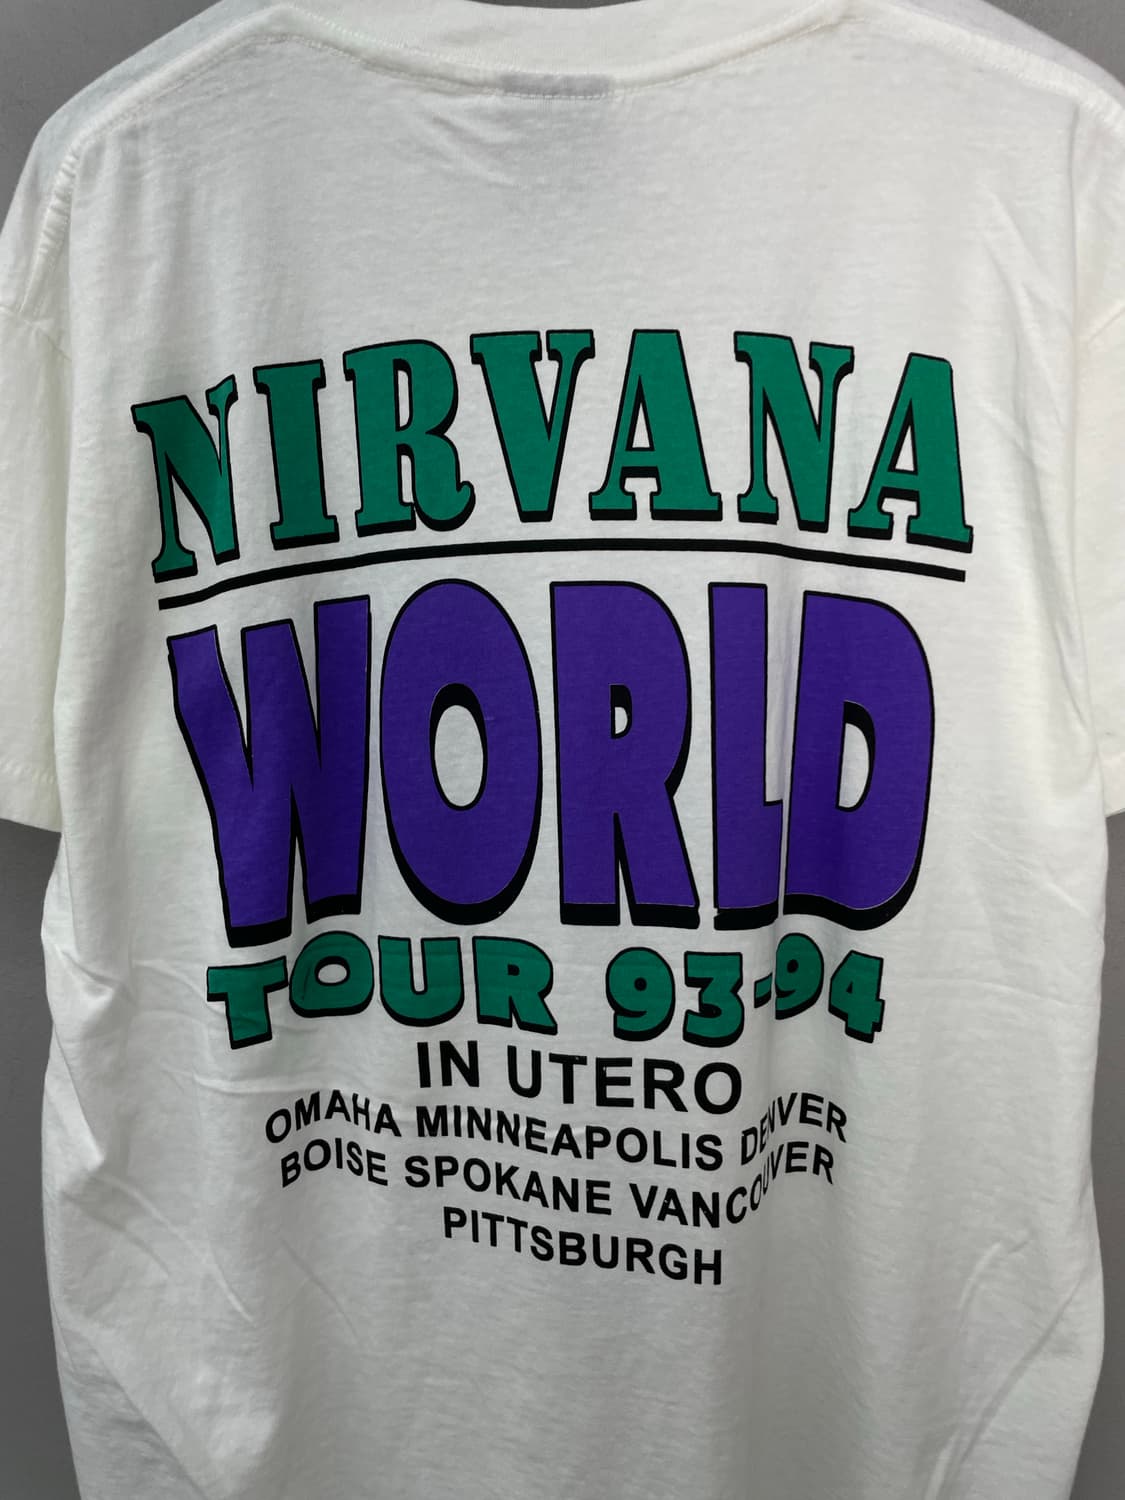 NIRVANA
WORLD
TOUR 93-94
IN UTERO
OMAHA MINNEAPOLIS DENVER
BOISE SPOKANE VANCOUVER
PITTSBURGH